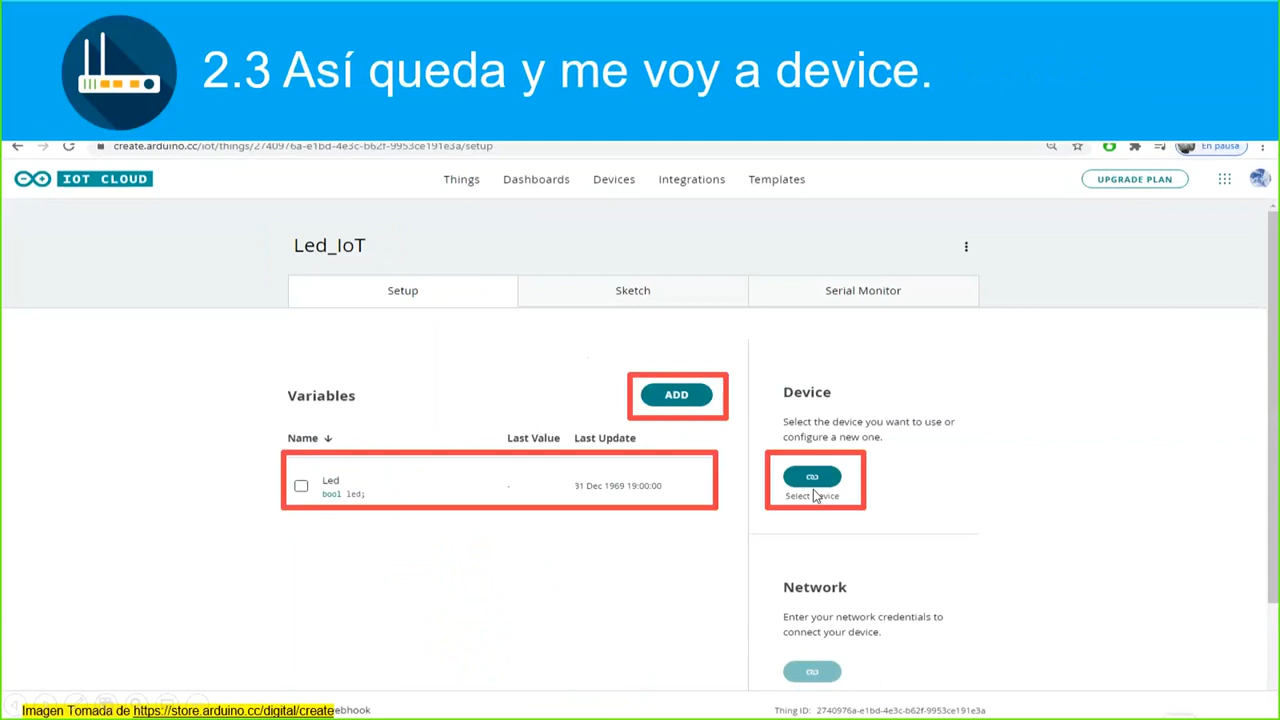 2.3 Así queda y me voy a device.
create.arduino.cc/iot/things/2740976a-e1bd-4e3c-b62f-9953ce191e3a/setup
En pausa
IOT CLOUD
Things Dashboards Devices Integrations Templates
UPGRADE PLAN
Led_IoT
Setup Sketch Serial Monitor
Variables
ADD
Name Last Value Last Update
Led
bool led;
- 31 Dec 1969 19:00:00
Device
Select the device you want to use or
configure a new one.
Select
Network
Enter your network credentials to
connect your device.
Imagen Tomada de https://store.arduino.cc/digital/create
Thing ID: 2740976a-e1bd-4e3c-b62f-9953ce191e3a